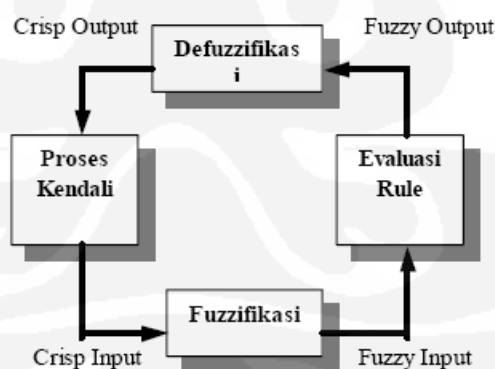 Crisp Output
Fuzzy Output
Defuzzifikas
i
Proses
Kendali
Evaluasi
Rule
Fuzzifikasi
Crisp Input
Fuzzy Input